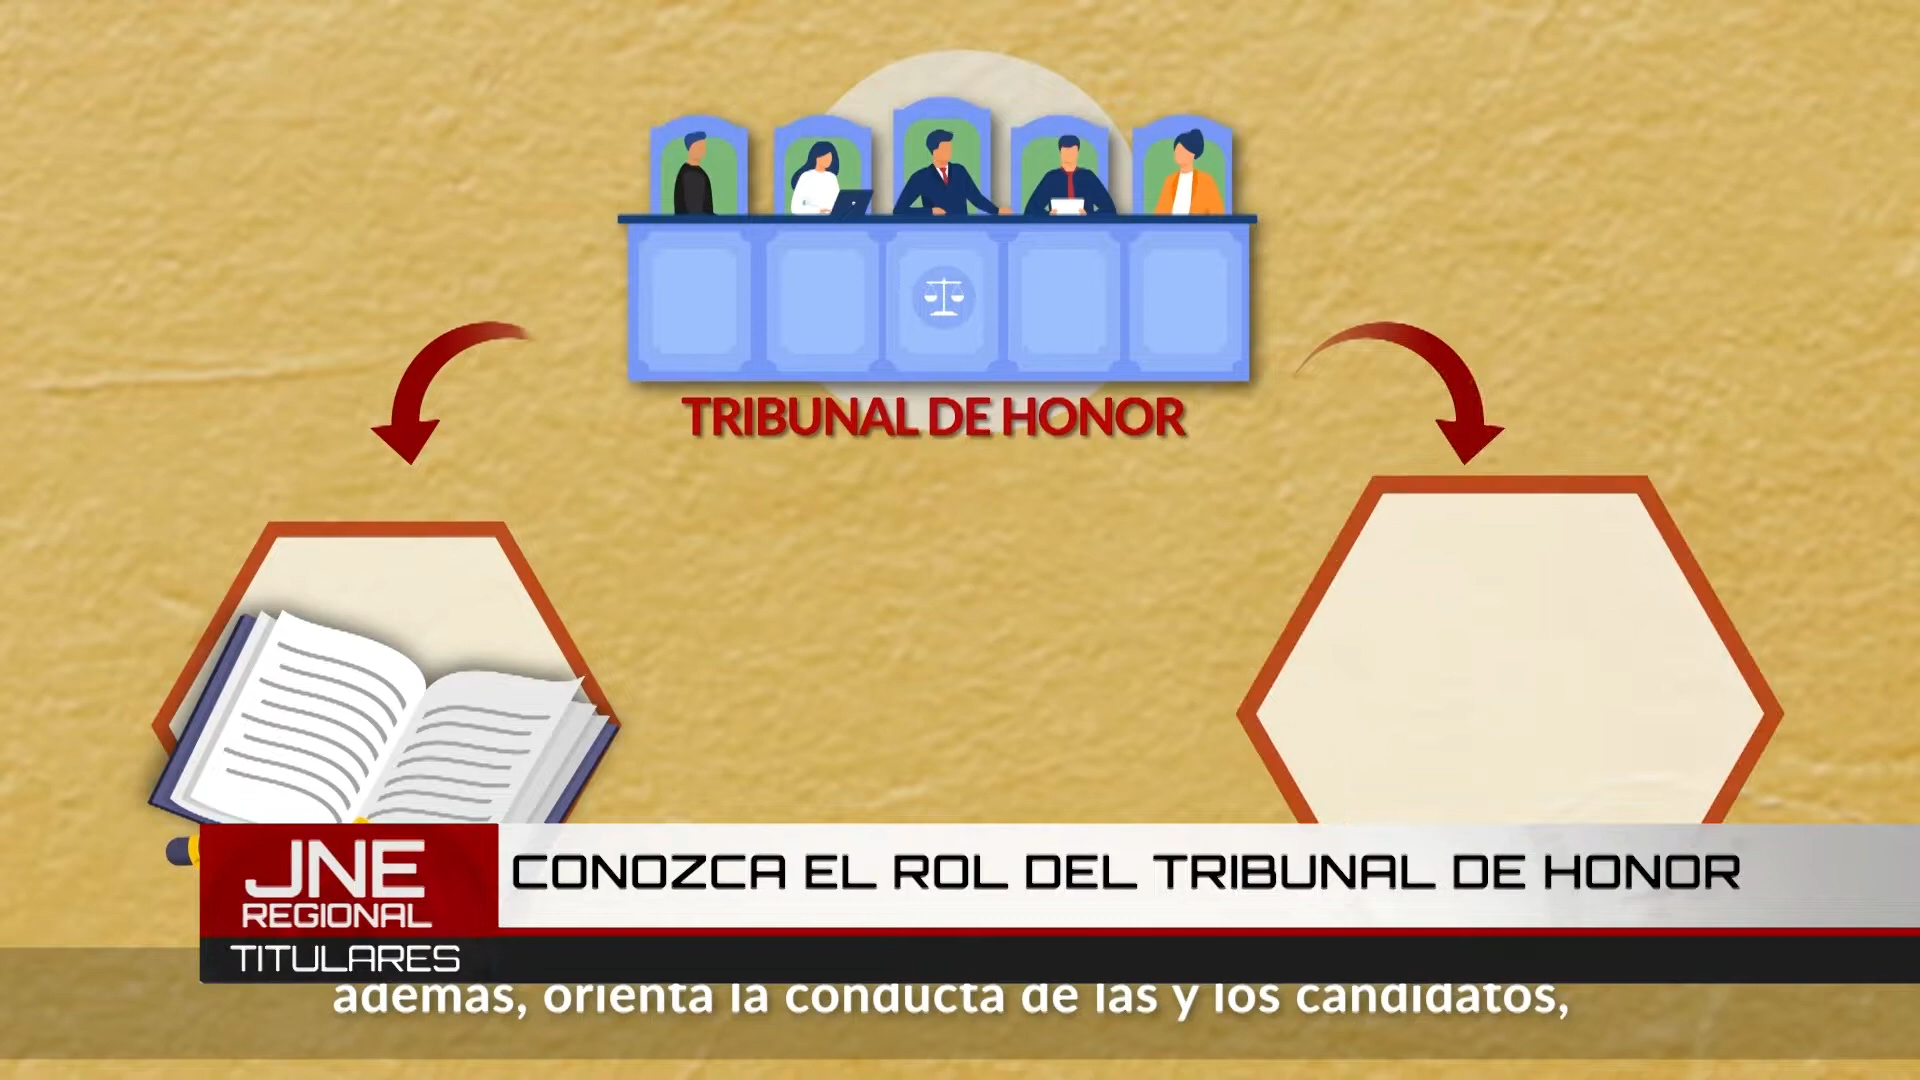 TRIBUNAL DE HONOR
JNE
REGIONAL
CONOZCA EL ROL DEL TRIBUNAL DE HONOR
TITULARES
además, orienta la conducta de las y los candidatos,